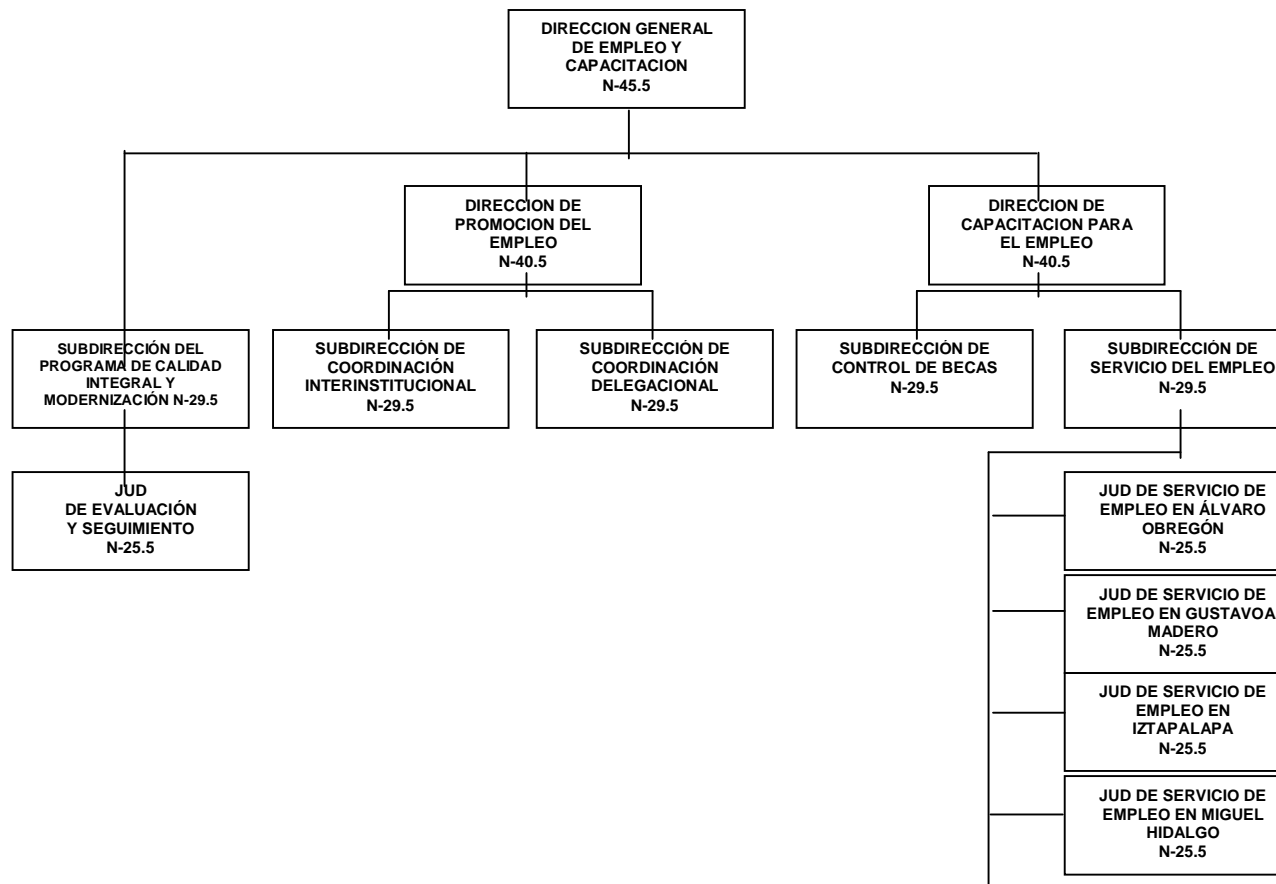 DIRECCION GENERAL
DE EMPLEO Y
CAPACITACION
N-45.5
DIRECCION DE
PROMOCION DEL
EMPLEO
N-40.5
DIRECCION DE
CAPACITACION PARA
EL EMPLEO
N-40.5
SUBDIRECCIÓN DEL
PROGRAMA DE CALIDAD
INTEGRAL Y
MODERNIZACIÓN N-29.5
SUBDIRECCIÓN DE
COORDINACIÓN
INTERINSTITUCIONAL
N-29.5
SUBDIRECCIÓN DE
COORDINACIÓN
DELEGACIONAL
N-29.5
SUBDIRECCIÓN DE
CONTROL DE BECAS
N-29.5
SUBDIRECCIÓN DE
SERVICIO DEL EMPLEO
N-29.5
JUD
DE EVALUACIÓN
Y SEGUIMIENTO
N-25.5
JUD DE SERVICIO DE
EMPLEO EN ÁLVARO
OBREGÓN
N-25.5
JUD DE SERVICIO DE
EMPLEO EN GUSTAVOA
MADERO
N-25.5
JUD DE SERVICIO DE
EMPLEO EN
IZTAPALAPA
N-25.5
JUD DE SERVICIO DE
EMPLEO EN MIGUEL
HIDALGO
N-25.5